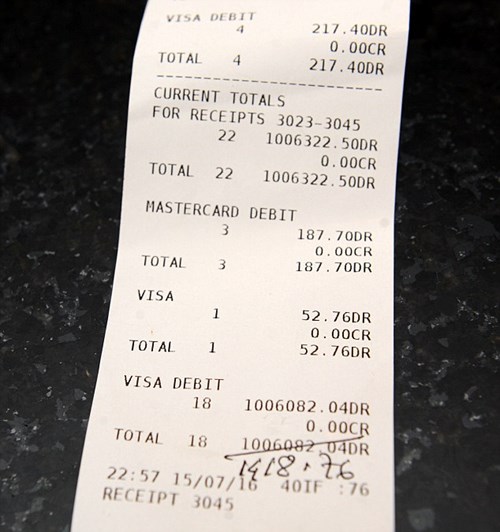 VISA DEBIT
4 217.40DR
0.00CR
TOTAL 4 217.40DR
--------------------------------
CURRENT TOTALS
FOR RECEIPTS 3023-3045
22 1006322.50DR
0.00CR
TOTAL 22 1006322.50DR
MASTERCARD DEBIT
3 187.70DR
0.00CR
TOTAL 3 187.70DR
VISA
1 52.76DR
0.00CR
TOTAL 1 52.76DR
VISA DEBIT
18 1006082.04DR
0.00CR
TOTAL 18 1006082.04DR
1418.76
22:57 15/07/16 40IF :76
RECEIPT 3045